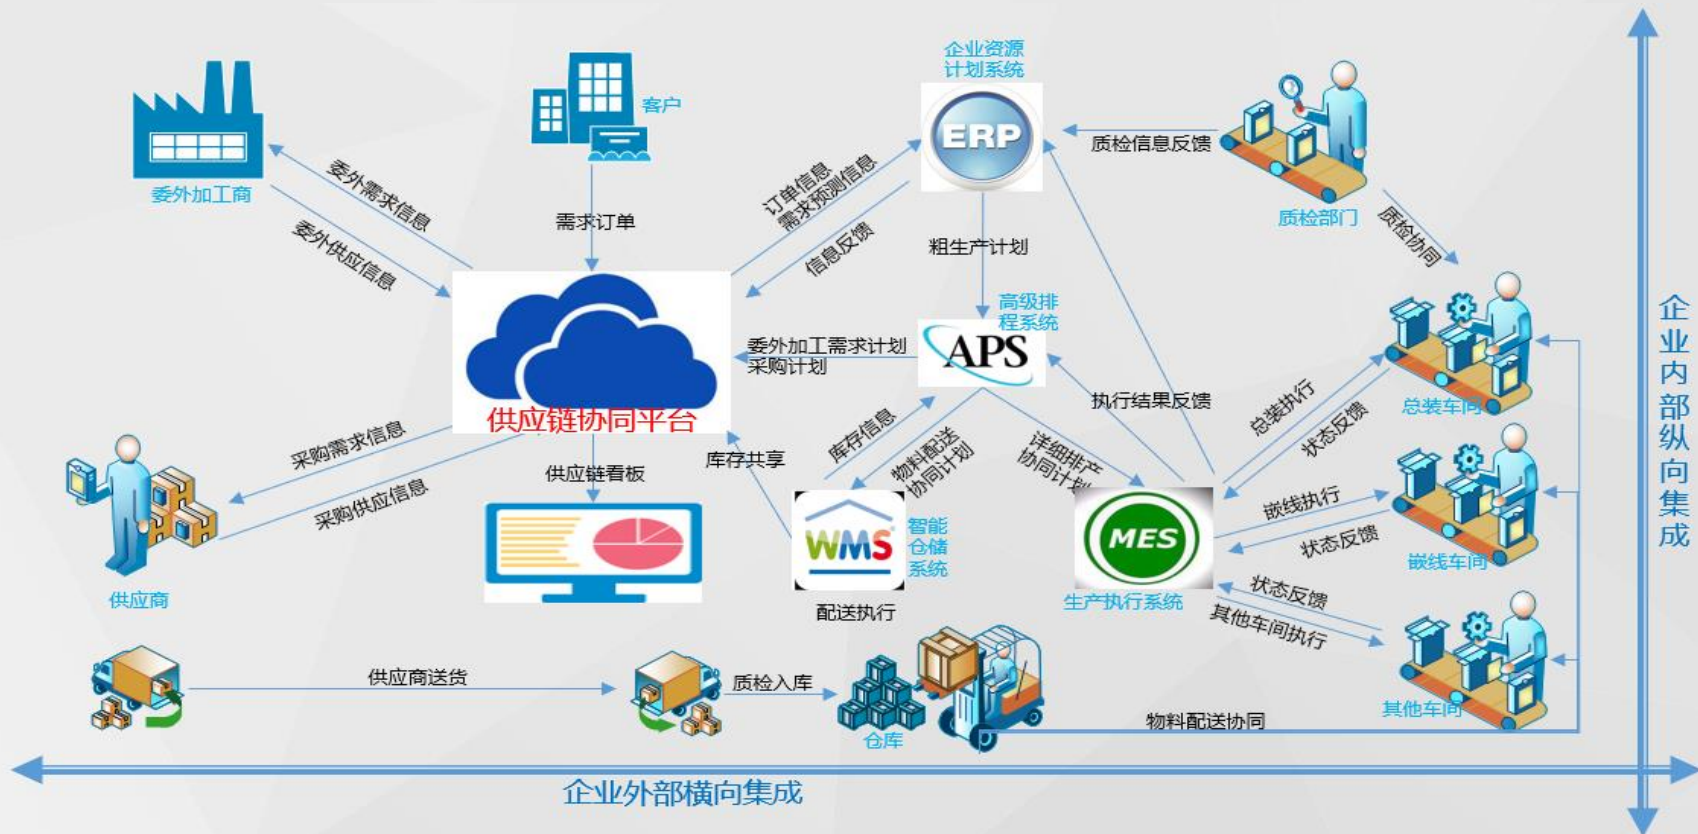 企业资源
计划系统
ERP
客户
委外加工商
委外需求信息
委外供应信息
需求订单
订单信息
需求预测信息
信息反馈
粗生产计划
质检信息反馈
质检部门
质检协同
高级排
程系统
APS
委外加工需求计划
采购计划
供应链协同平台
执行结果反馈
总装执行
状态反馈
总装车间
采购需求信息
采购供应信息
供应链看板
库存共享
库存信息
物料配送
协同计划
详细排产
协同计划
WMS
智能
仓储
系统
配送执行
MES
生产执行系统
嵌线执行
状态反馈
嵌线车间
状态反馈
其他车间执行
其他车间
供应商
供应商送货
质检入库
仓库
物料配送协同
企业外部横向集成
企业内部纵向集成